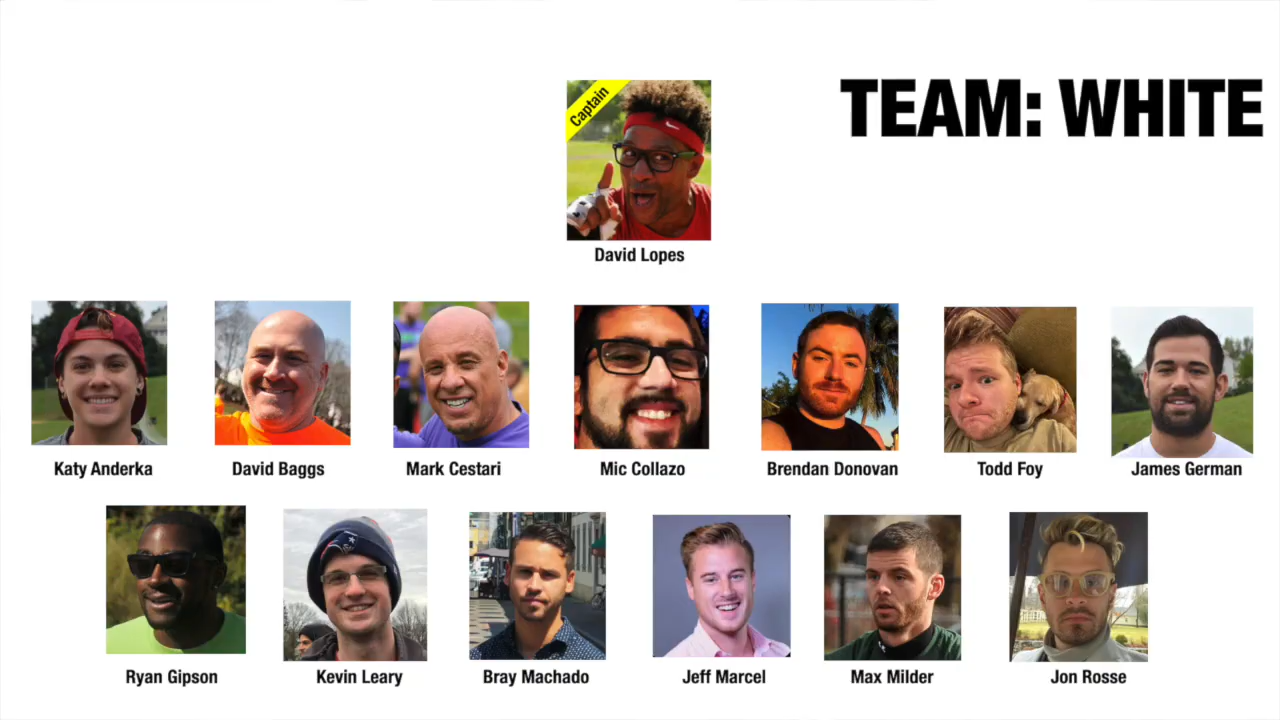 TEAM: WHITE
Captain
David Lopes
Katy Anderka
David Baggs
Mark Cestari
Mic Collazo
Brendan Donovan
Todd Foy
James German
Ryan Gipson
Kevin Leary
Bray Machado
Jeff Marcel
Max Milder
Jon Rosse